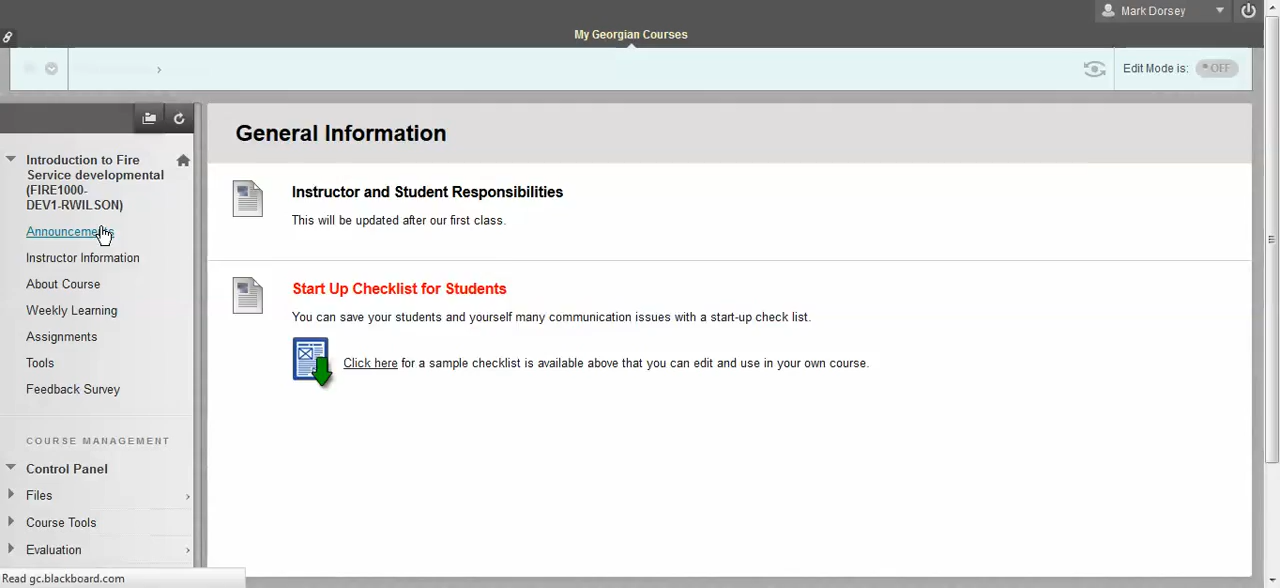 Mark Dorsey
My Georgian Courses
Edit Mode is: OFF
General Information
Introduction to Fire
Service developmental
(FIRE1000-
DEV1-RWILSON)
Announcements
Instructor Information
About Course
Weekly Learning
Assignments
Tools
Feedback Survey
COURSE MANAGEMENT
Control Panel
Files
Course Tools
Evaluation
Instructor and Student Responsibilities
This will be updated after our first class.
Start Up Checklist for Students
You can save your students and yourself many communication issues with a start-up check list.
Click here for a sample checklist is available above that you can edit and use in your own course.
Read gc.blackboard.com